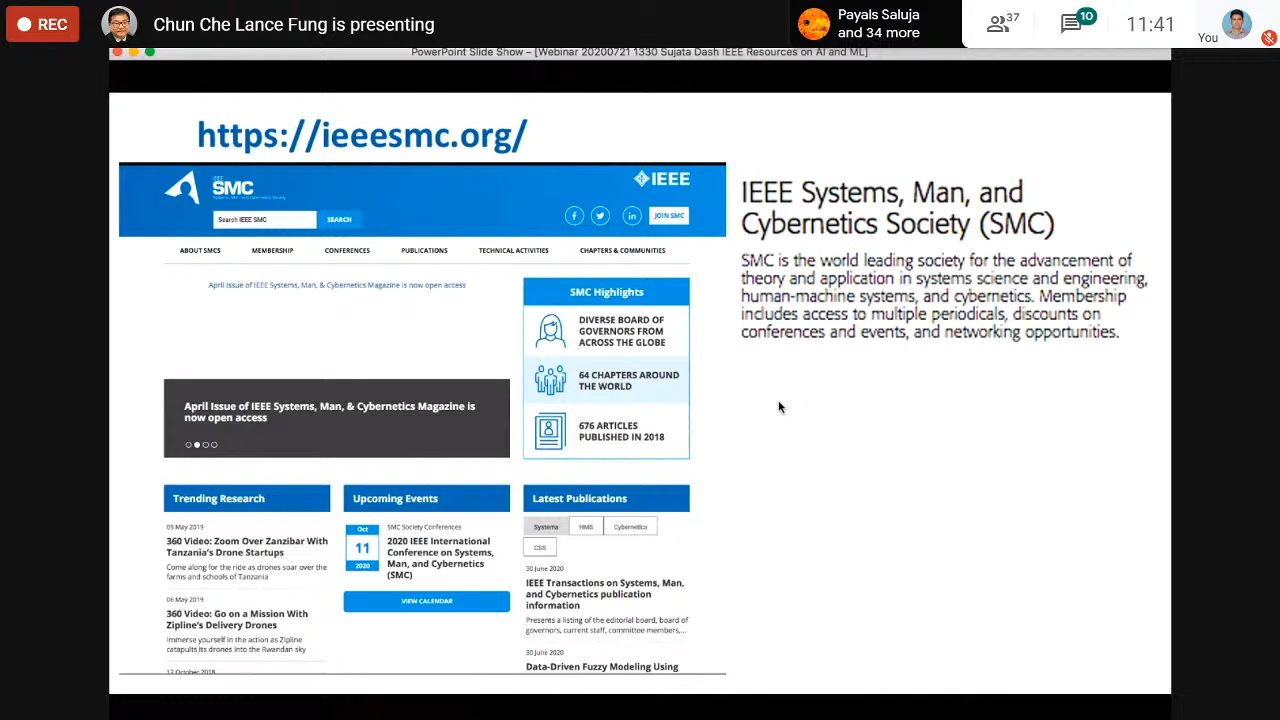 REC
Chun Che Lance Fung is presenting
Payals Saluja
and 34 more
37
10
11:41
You
PowerPoint Slide Show – [Webinar 20200721 1330 Sujata Dash IEEE Resources on AI and ML]
https://ieeesmc.org/
IEEE
SMC
Systems, Man, and Cybernetics Society
IEEE
Search IEEE SMC
SEARCH
JOIN SMC
ABOUT SMCS
MEMBERSHIP
CONFERENCES
PUBLICATIONS
TECHNICAL ACTIVITIES
CHAPTERS & COMMUNITIES
April Issue of IEEE Systems, Man, & Cybernetics Magazine is now open access
April Issue of IEEE Systems, Man, & Cybernetics Magazine is
now open access
SMC Highlights
DIVERSE BOARD OF
GOVERNORS FROM
ACROSS THE GLOBE
64 CHAPTERS AROUND
THE WORLD
676 ARTICLES
PUBLISHED IN 2018
Trending Research
09 May 2019
360 Video: Zoom Over Zanzibar With
Tanzania's Drone Startups
Come along for the ride as drones soar over the
farms and schools of Tanzania
06 May 2019
360 Video: Go on a Mission With
Zipline's Delivery Drones
Immerse yourself in the action as Zipline
catapults its drones into the Rwandan sky
12 October 2018
Upcoming Events
Oct
11
2020
SMC Society Conferences
2020 IEEE International
Conference on Systems,
Man, and Cybernetics
(SMC)
VIEW CALENDAR
Latest Publications
Systems
HMS
Cybernetics
CSS
30 June 2020
IEEE Transactions on Systems, Man,
and Cybernetics publication
information
Presents a listing of the editorial board, board of
governors, current staff, committee members,...
30 June 2020
Data-Driven Fuzzy Modeling Using
IEEE Systems, Man, and
Cybernetics Society (SMC)
SMC is the world leading society for the advancement of
theory and application in systems science and engineering,
human-machine systems, and cybernetics. Membership
includes access to multiple periodicals, discounts on
conferences and events, and networking opportunities.